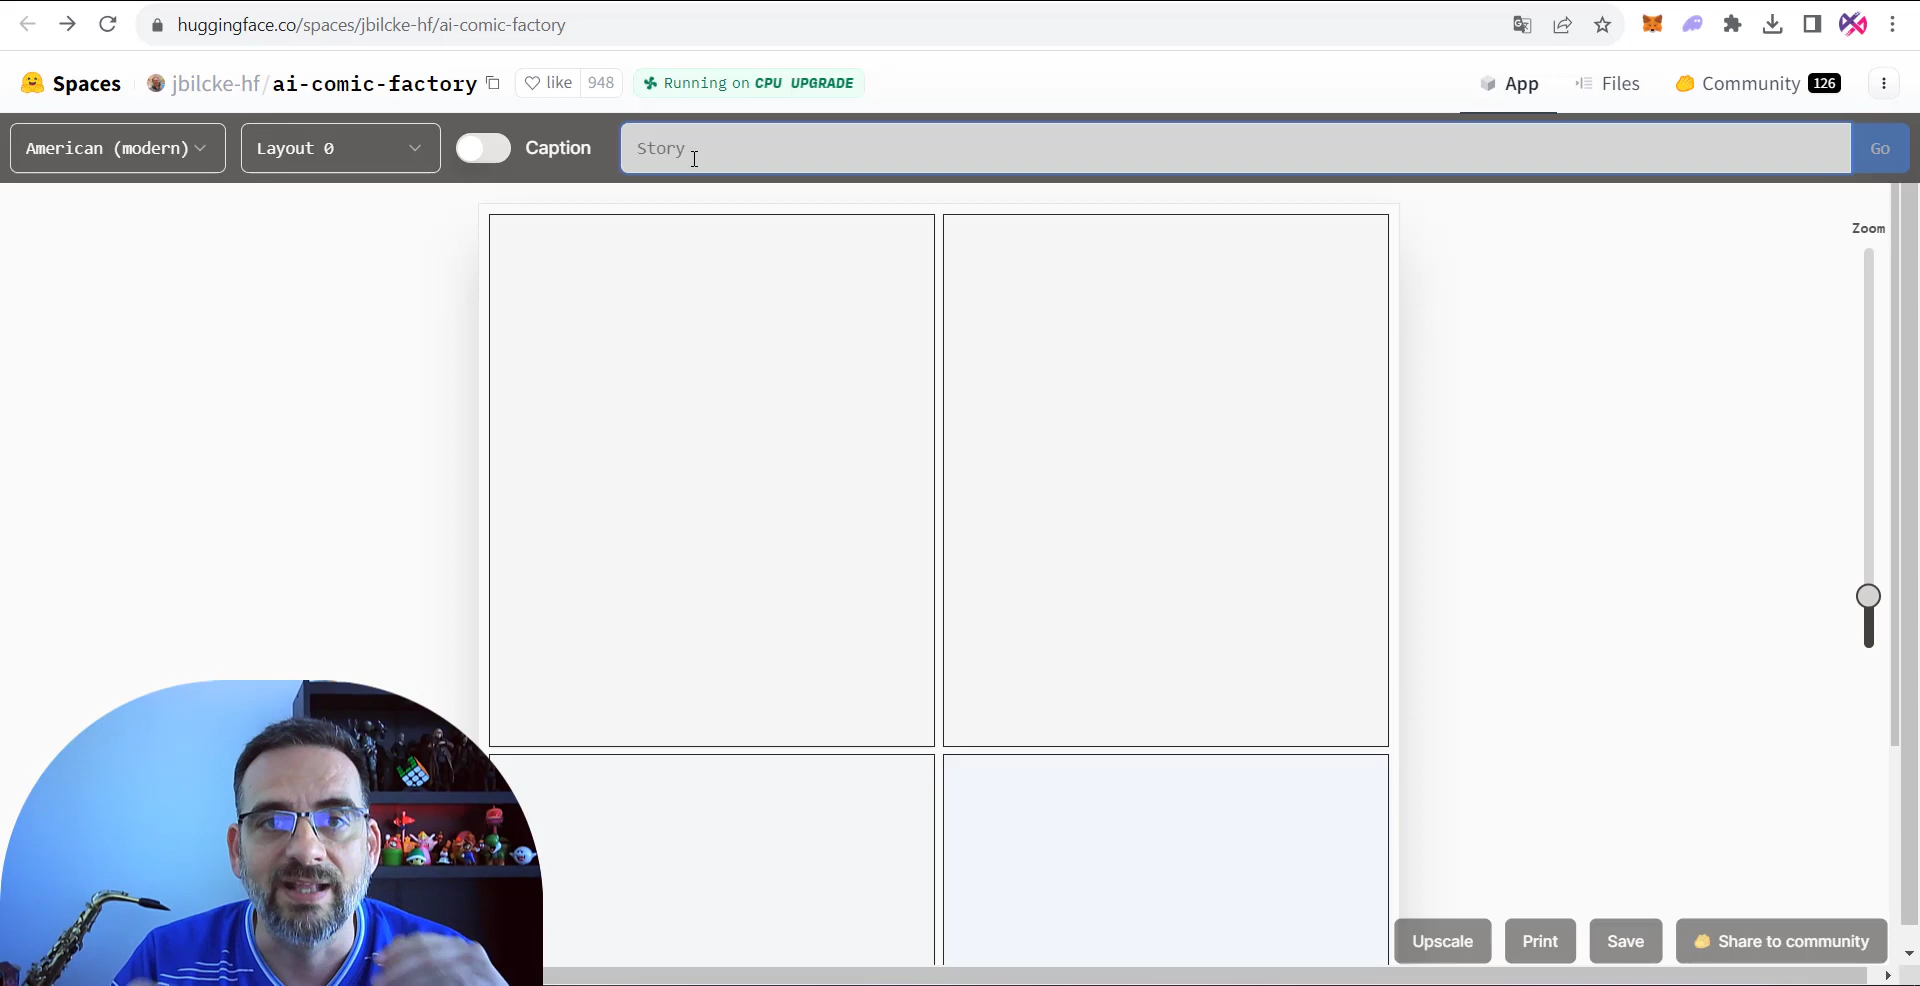 huggingface.co/spaces/jbilcke-hf/ai-comic-factory
Spaces
jbilcke-hf/ai-comic-factory
like 948
Running on CPU UPGRADE
App
Files
Community 126
American (modern)
Layout 0
Caption
Story
Go
Zoom
Upscale
Print
Save
Share to community